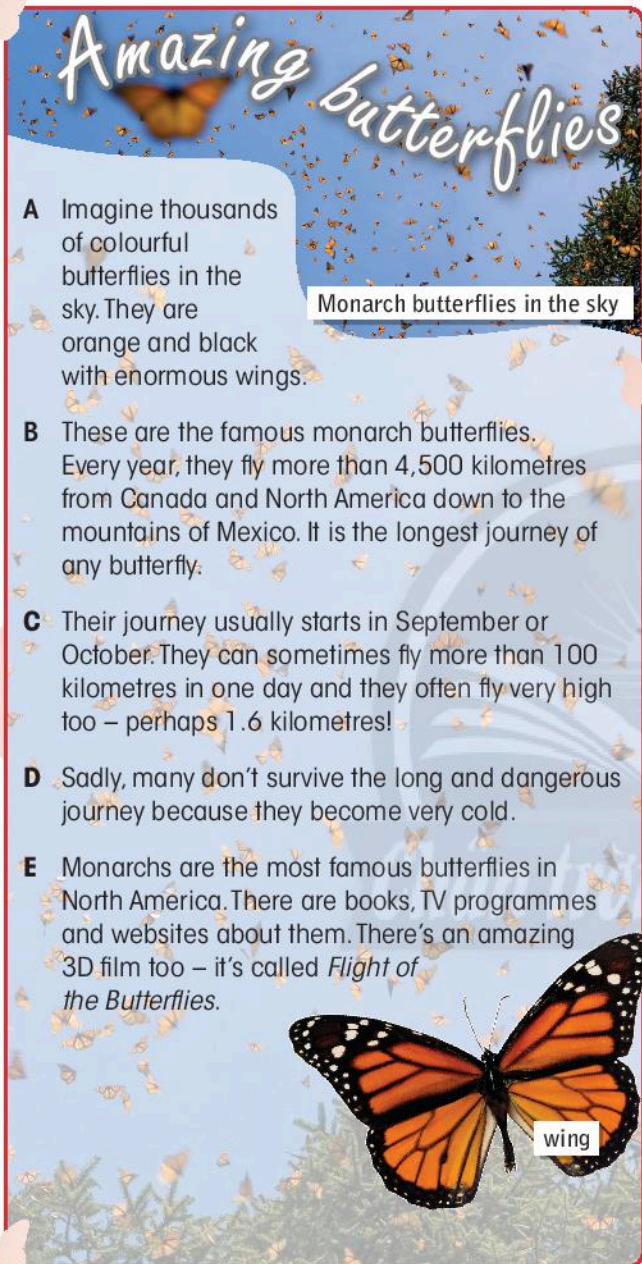 Amazing butterflies
Monarch butterflies in the sky
A Imagine thousands
of colourful
butterflies in the
sky. They are
orange and black
with enormous wings.
B These are the famous monarch butterflies.
Every year, they fly more than 4,500 kilometres
from Canada and North America down to the
mountains of Mexico. It is the longest journey of
any butterfly.
C Their journey usually starts in September or
October. They can sometimes fly more than 100
kilometres in one day and they often fly very high
too – perhaps 1.6 kilometres!
D Sadly, many don't survive the long and dangerous
journey because they become very cold.
E Monarchs are the most famous butterflies in
North America. There are books, TV programmes
and websites about them. There's an amazing
3D film too – it's called Flight of
the Butterflies.
wing